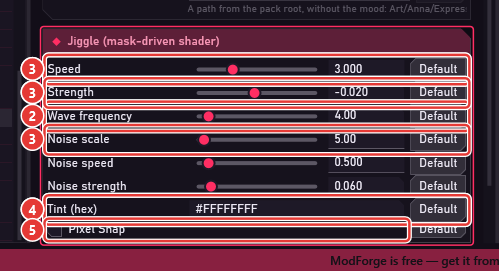 A path from the pack root, without the mood: Art/Anna/Expres
Jiggle (mask-driven shader)
3 Speed 3.000 Default
3 Strength -0.020 Default
2 Wave frequency 4.00 Default
3 Noise scale 5.00 Default
Noise speed 0.500 Default
Noise strength 0.060 Default
4 Tint (hex) #FFFFFFFF Default
5 Pixel Snap Default
ModForge is free — get it from